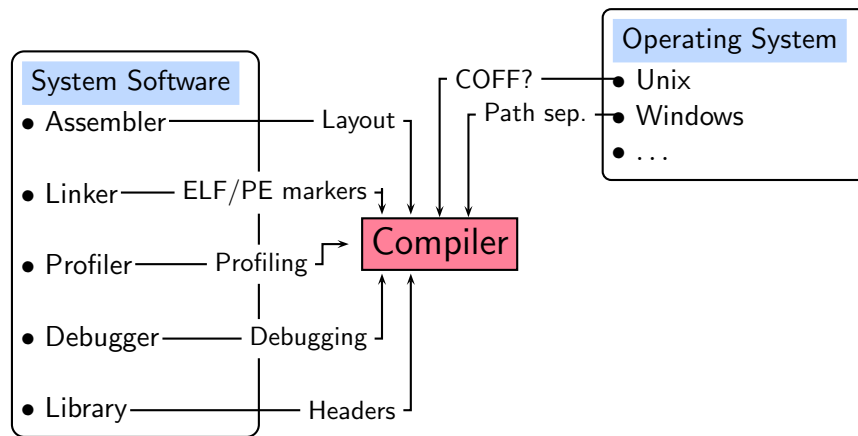 Operating System
COFF?
• Unix
Path sep.
• Windows
• ...
System Software
• Assembler
Layout
• Linker
ELF/PE markers
Compiler
• Profiler
Profiling
• Debugger
Debugging
• Library
Headers